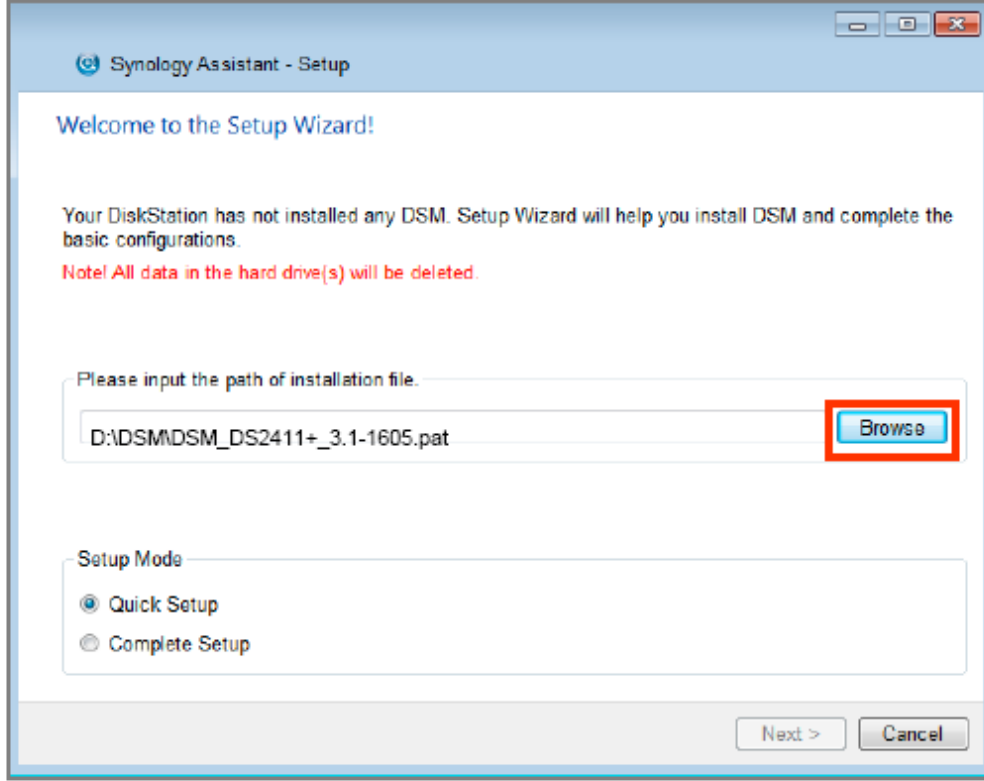 Synology Assistant - Setup
Welcome to the Setup Wizard!
Your DiskStation has not installed any DSM. Setup Wizard will help you install DSM and complete the
basic configurations.
Note! All data in the hard drive(s) will be deleted.
Please input the path of installation file.
D:\DSM\DSM_DS2411+_3.1-1605.pat
Browse
Setup Mode
Quick Setup
Complete Setup
Next >
Cancel